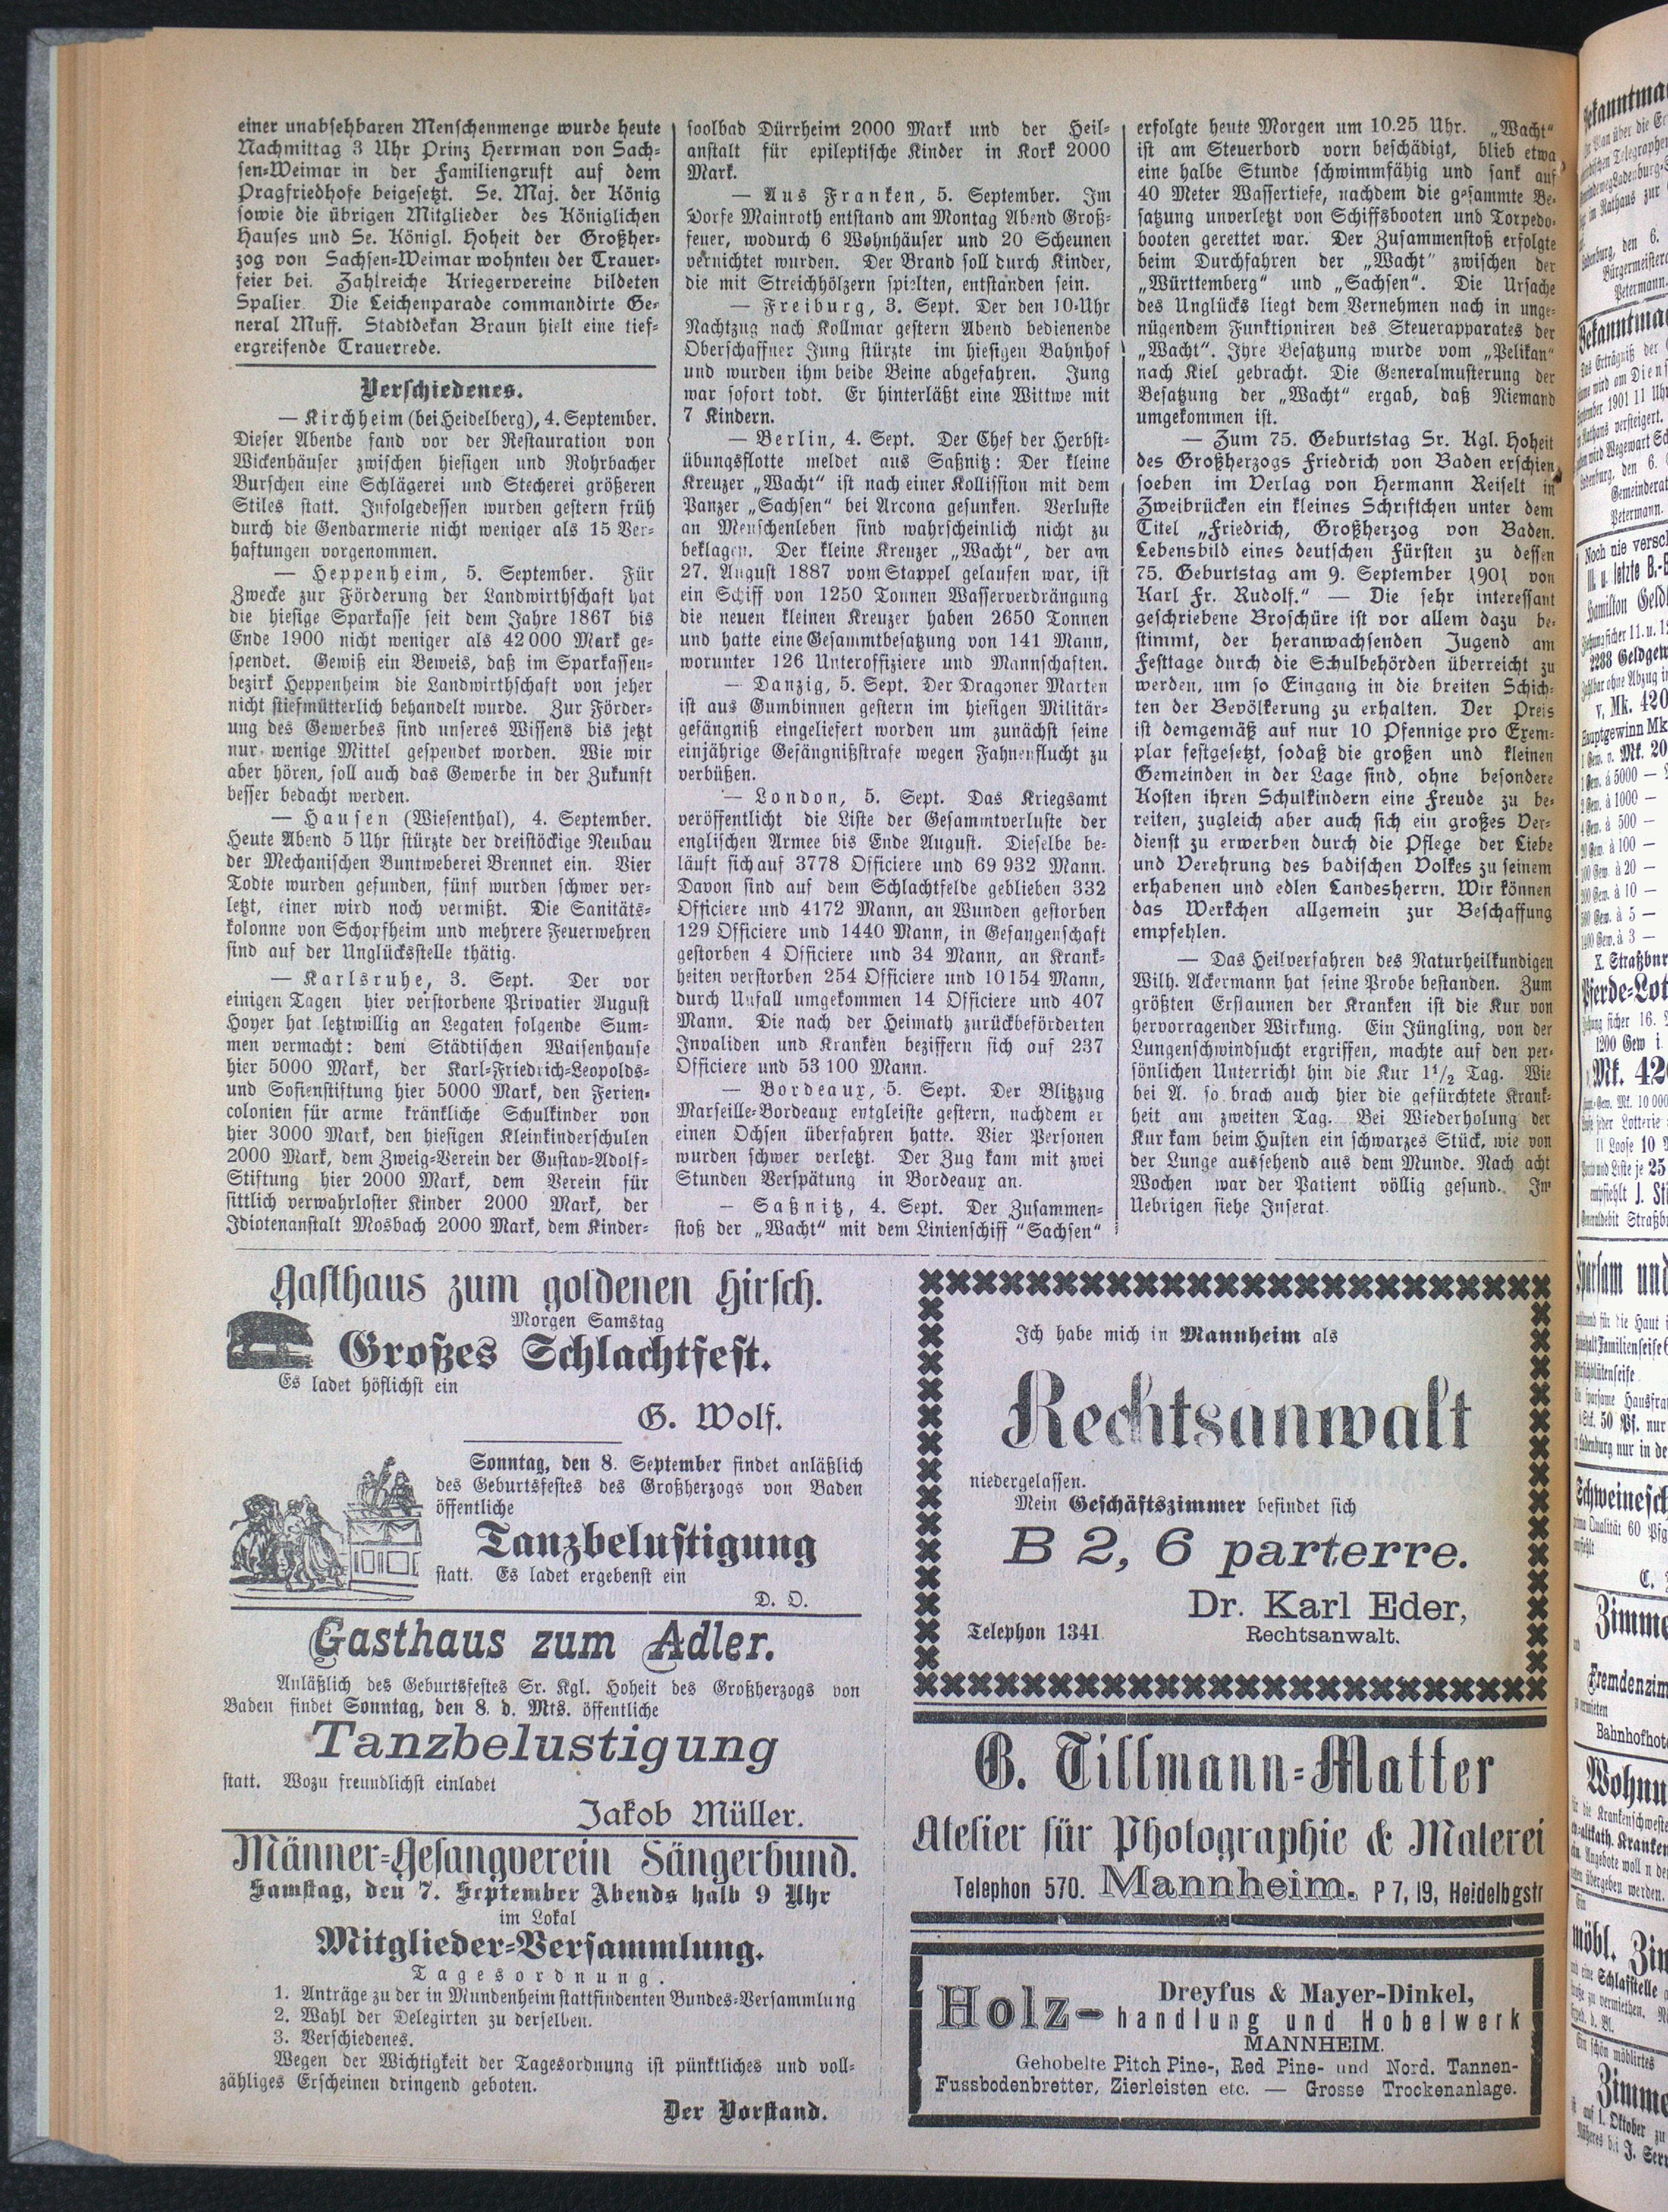 einer unabsehbaren Menschenmenge wurde heute
Nachmittag 3 Uhr Prinz Herrman von Sach-
sen-Weimar in der Familiengruft auf dem
Pragfriedhofe beigesetzt. Se. Maj. der König
sowie die übrigen Mitglieder des Königlichen
Hauses und Se. Königl. Hoheit der Großher-
zog von Sachsen-Weimar wohnten der Trauer-
feier bei. Zahlreiche Kriegervereine bildeten
Spalier. Die Leichenparade commandirte Ge-
neral Muff. Stadtdekan Braun hielt eine tief-
ergreifende Trauerrede.
Verschiedenes.
— Kirchheim (bei Heidelberg), 4. September.
Dieser Abende fand vor der Restauration von
Wickenhäuser zwischen hiesigen und Rohrbacher
Burschen eine Schlägerei und Stecherei größeren
Stiles statt. Infolgedessen wurden gestern früh
durch die Gendarmerie nicht weniger als 15 Ver-
haftungen vorgenommen.
— Heppenheim, 5. September. Für
Zwecke zur Förderung der Landwirthschaft hat
die hiesige Sparkasse seit dem Jahre 1867 bis
Ende 1900 nicht weniger als 42000 Mark ge-
spendet. Gewiß ein Beweis, daß im Sparkassen-
bezirk Heppenheim die Landwirthschaft von jeher
nicht stiefmütterlich behandelt wurde. Zur Förder-
ung des Gewerbes sind unseres Wissens bis jetzt
nur wenige Mittel gespendet worden. Wie wir
aber hören, soll auch das Gewerbe in der Zukunft
besser bedacht werden.
— Hausen (Wiesenthal), 4. September.
Heute Abend 5 Uhr stürzte der dreistöckige Neubau
der Mechanischen Buntweberei Brennet ein. Vier
Todte wurden gefunden, fünf wurden schwer ver-
letzt, einer wird noch vermißt. Die Sanitäts-
kolonne von Schopfheim und mehrere Feuerwehren
sind auf der Unglücksstelle thätig.
— Karlsruhe, 3. Sept. Der vor
einigen Tagen hier verstorbene Privatier August
Hoyer hat letztwillig an Legaten folgende Sum-
men vermacht: dem Städtischen Waisenhause
hier 5000 Mark, der Karl-Friedrich-Leopolds-
und Sofienstiftung hier 5000 Mark, den Ferien-
colonien für arme kränkliche Schulkinder von
hier 3000 Mark, den hiesigen Kleinkinderschulen
2000 Mark, dem Zweig-Verein der Gustav-Adolf-
Stiftung hier 2000 Mark, dem Verein für
sittlich verwahrloster Kinder 2000 Mark, der
Idiotenanstalt Mosbach 2000 Mark, dem Kinder-
soolbad Dürrheim 2000 Mark und der Heil-
anstalt für epileptische Kinder in Kork 2000
Mark.
— Aus Franken, 5. September. Im
Dorfe Mainroth entstand am Montag Abend Groß-
feuer, wodurch 6 Wohnhäuser und 20 Scheunen
vernichtet wurden. Der Brand soll durch Kinder,
die mit Streichhölzern spielten, entstanden sein.
— Freiburg, 3. Sept. Der den 10-Uhr
Nachtzug nach Kollmar gestern Abend bedienende
Oberschaffner Jung stürzte im hiesigen Bahnhof
und wurden ihm beide Beine abgefahren. Jung
war sofort todt. Er hinterläßt eine Wittwe mit
7 Kindern.
— Berlin, 4. Sept. Der Chef der Herbst-
übungsflotte meldet aus Saßnitz: Der kleine
Kreuzer „Wacht“ ist nach einer Kollission mit dem
Panzer „Sachsen“ bei Arcona gesunken. Verluste
an Menschenleben sind wahrscheinlich nicht zu
beklagen. Der kleine Kreuzer „Wacht“, der am
27. August 1887 vom Stappel gelaufen war, ist
ein Schiff von 1250 Tonnen Wasserverdrängung
die neuen kleinen Kreuzer haben 2650 Tonnen
und hatte eine Gesammtbesatzung von 141 Mann,
worunter 126 Unteroffiziere und Mannschaften.
— Danzig, 5. Sept. Der Dragoner Marten
ist aus Gumbinnen gestern im hiesigen Militär-
gefängniß eingeliefert worden um zunächst seine
einjährige Gefängnißstrafe wegen Fahnenflucht zu
verbüßen.
— London, 5. Sept. Das Kriegsamt
veröffentlicht die Liste der Gesammtverluste der
englischen Armee bis Ende August. Dieselbe be-
läuft sich auf 3778 Officiere und 69 932 Mann.
Davon sind auf dem Schlachtfelde geblieben 332
Officiere und 4172 Mann, an Wunden gestorben
129 Officiere und 1440 Mann, in Gefangenschaft
gestorben 4 Officiere und 34 Mann, an Krank-
heiten verstorben 254 Officiere und 10154 Mann,
durch Unfall umgekommen 14 Officiere und 407
Mann. Die nach der Heimath zurückbeförderten
Invaliden und Kranken beziffern sich auf 237
Officiere und 53 100 Mann.
— Bordeaux, 5. Sept. Der Blitzzug
Marseille-Bordeaux entgleiste gestern, nachdem er
einen Ochsen überfahren hatte. Vier Personen
wurden schwer verletzt. Der Zug kam mit zwei
Stunden Verspätung in Bordeaux an.
— Saßnitz, 4. Sept. Der Zusammen-
stoß der „Wacht“ mit dem Linienschiff "Sachsen"
erfolgte heute Morgen um 10.25 Uhr. „Wacht“
ist am Steuerbord vorn beschädigt, blieb etwa
eine halbe Stunde schwimmfähig und sank auf
40 Meter Wassertiefe, nachdem die gesammte Be-
satzung unverletzt von Schiffsbooten und Torpedo-
booten gerettet war. Der Zusammenstoß erfolgte
beim Durchfahren der „Wacht“ zwischen der
„Württemberg“ und „Sachsen“. Die Ursache
des Unglücks liegt dem Vernehmen nach in unge-
nügendem Funktioniren des Steuerapparates der
„Wacht“. Ihre Besatzung wurde vom „Pelikan“
nach Kiel gebracht. Die Generalmusterung der
Besatzung der „Wacht“ ergab, daß Niemand
umgekommen ist.
— Zum 75. Geburtstag Sr. Kgl. Hoheit
des Großherzogs Friedrich von Baden erschien
soeben im Verlag von Hermann Reiselt in
Zweibrücken ein kleines Schriftchen unter dem
Titel „Friedrich, Großherzog von Baden.
Lebensbild eines deutschen Fürsten zu dessen
75. Geburtstag am 9. September 1901 von
Karl Fr. Rudolf.“ — Die sehr interessant
geschriebene Broschüre ist vor allem dazu be-
stimmt, der heranwachsenden Jugend am
Festtage durch die Schulbehörden überreicht zu
werden, um so Eingang in die breiten Schich-
ten der Bevölkerung zu erhalten. Der Preis
ist demgemäß auf nur 10 Pfennige pro Exem-
plar festgesetzt, sodaß die großen und kleinen
Gemeinden in der Lage sind, ohne besondere
Kosten ihren Schulkindern eine Freude zu be-
reiten, zugleich aber auch sich ein großes Ver-
dienst zu erwerben durch die Pflege der Liebe
und Verehrung des badischen Volkes zu seinem
erhabenen und edlen Landesherrn. Wir können
das Werkchen allgemein zur Beschaffung
empfehlen.
— Das Heilverfahren des Naturheilkundigen
Wilh. Ackermann hat seine Probe bestanden. Zum
größten Erstaunen der Kranken ist die Kur von
hervorragender Wirkung. Ein Jüngling, von der
Lungenschwindsucht ergriffen, machte auf den per-
sönlichen Unterricht hin die Kur 1½ Tag. Wie
bei A. so brach auch hier die gefürchtete Krank-
heit am zweiten Tag. Bei Wiederholung der
Kur kam beim Husten ein schwarzes Stück, wie von
der Lunge aussehend aus dem Munde. Nach acht
Wochen war der Patient völlig gesund. Im
Uebrigen siehe Inserat.
Gasthaus zum goldenen Hirsch.
Morgen Samstag
Großes Schlachtfest.
Es ladet höflichst ein
G. Wolf.
Sonntag, den 8. September findet anläßlich
des Geburtsfestes des Großherzogs von Baden
öffentliche
Tanzbelustigung
statt. Es ladet ergebenst ein
D. O.
Gasthaus zum Adler.
Anläßlich des Geburtsfestes Sr. Kgl. Hoheit des Großherzogs von
Baden findet Sonntag, den 8. d. Mts. öffentliche
Tanzbelustigung
statt. Wozu freundlichst einladet
Jakob Müller.
Männer-Gesangverein Sängerbund.
Samstag, den 7. September Abends halb 9 Uhr
im Lokal
Mitglieder-Versammlung.
Tagesordnung.
1. Anträge zu der in Mundenheim stattfindenten Bundes-Versammlung
2. Wahl der Delegirten zu derselben.
3. Verschiedenes.
Wegen der Wichtigkeit der Tagesordnung ist pünktliches und voll-
zähliges Erscheinen dringend geboten.
Der Vorstand.
Ich habe mich in Mannheim als
Rechtsanwalt
niedergelassen.
Mein Geschäftszimmer befindet sich
B 2, 6 parterre.
Dr. Karl Eder,
Telephon 1341
Rechtsanwalt.
G. Tillmann-Matter
Atelier für Photographie & Malerei
Telephon 570. Mannheim. P 7, 19, Heidelbgstr
Dreyfus & Mayer-Dinkel,
Holz-handlung und Hobelwerk
MANNHEIM.
Gehobelte Pitch Pine-, Red Pine- und Nord. Tannen-
Fussbodenbretter, Zierleisten etc. — Grosse Trockenanlage.